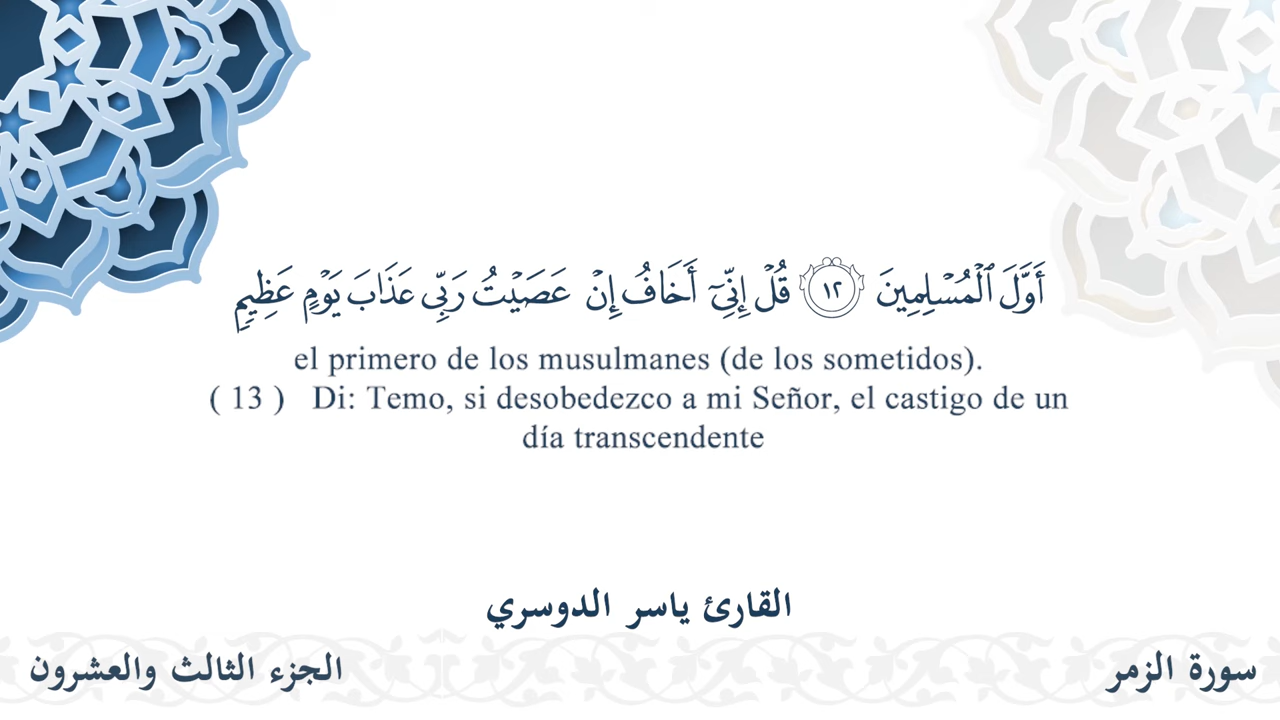 أَوَّلَ ٱلْمُسْلِمِينَ ١٢ قُلْ إِنِّىٓ أَخَافُ إِنْ عَصَيْتُ رَبِّى عَذَابَ يَوْمٍ عَظِيمٍ
el primero de los musulmanes (de los sometidos).
( 13 ) Di: Temo, si desobedezco a mi Señor, el castigo de un
día transcendente
القارئ ياسر الدوسري
سورة الزمر
الجزء الثالث والعشرون